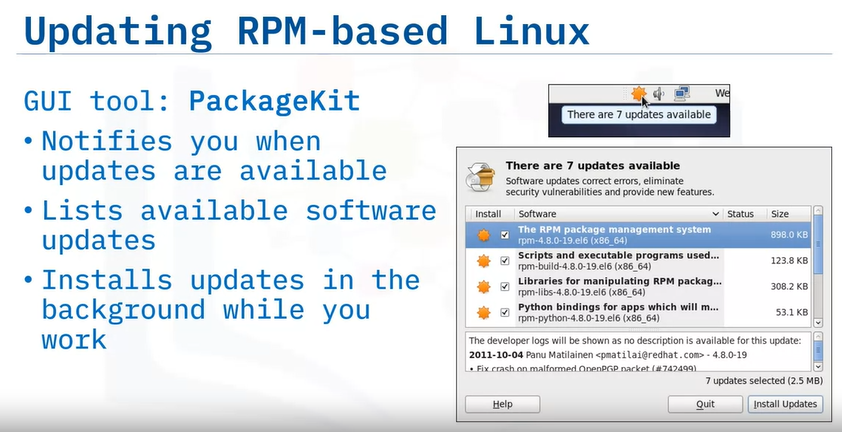 Updating RPM-based Linux
GUI tool: PackageKit
• Notifies you when
updates are available
• Lists available software
updates
• Installs updates in the
background while you
work
We
There are 7 updates available
There are 7 updates available
Software updates correct errors, eliminate
security vulnerabilities and provide new features.
Install Software Status Size
The RPM package management system
rpm-4.8.0-19.el6 (x86_64) 898.0 KB
Scripts and executable programs used...
rpm-build-4.8.0-19.el6 (x86_64) 123.8 KB
Libraries for manipulating RPM packag...
rpm-libs-4.8.0-19.el6 (x86_64) 308.2 KB
Python bindings for apps which will m...
rpm-python-4.8.0-19.el6 (x86_64) 53.1 KB
The developer logs will be shown as no description is available for this update:
2011-10-04 Panu Matilainen <pmatilai@redhat.com> - 4.8.0-19
• Fix crash on malformed OpenPGP packet (#742499)
7 updates selected (2.5 MB)
Help Quit Install Updates